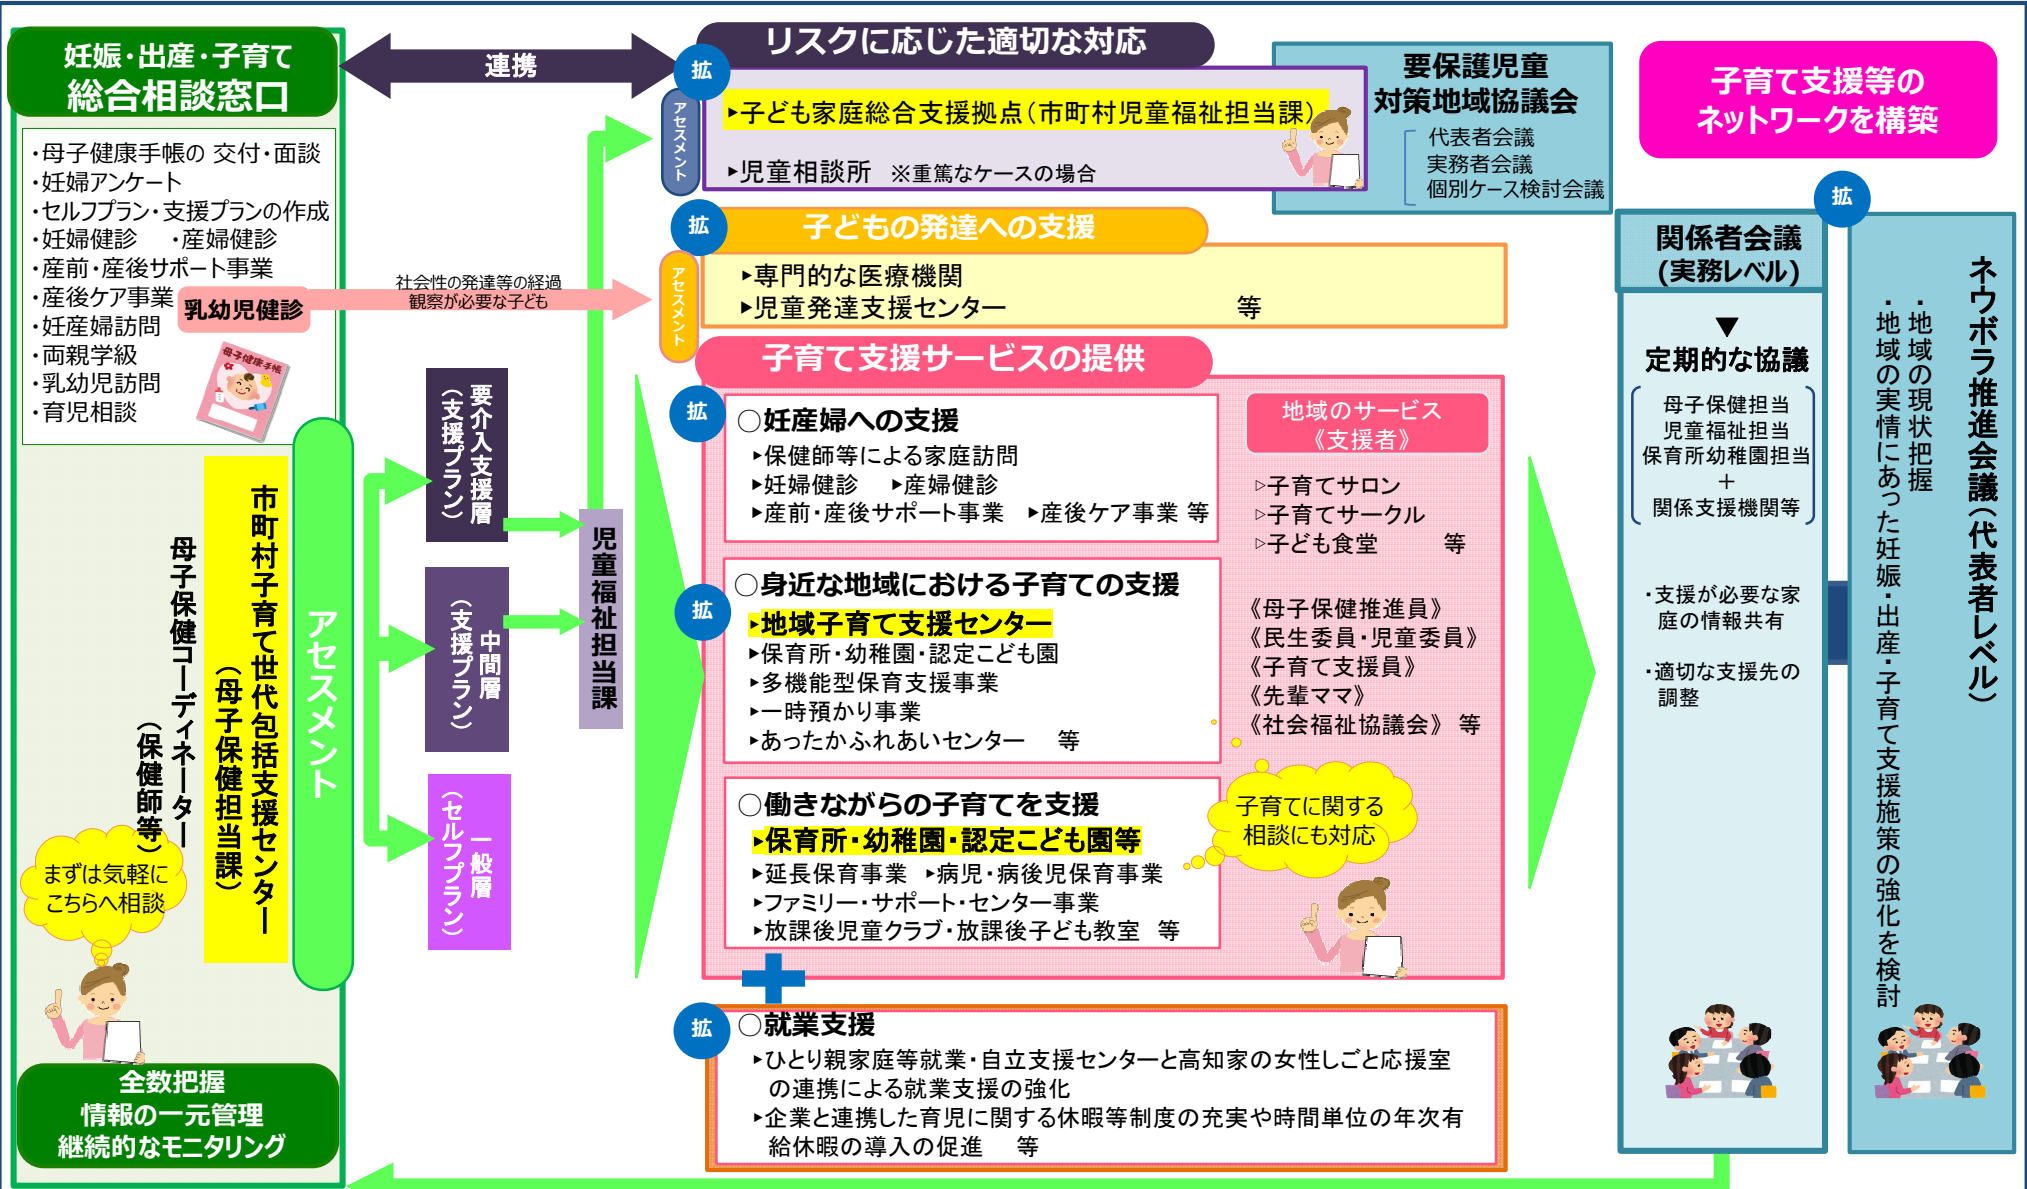 妊娠・出産・子育て
総合相談窓口
・母子健康手帳の 交付・面談
・妊婦アンケート
・セルフプラン・支援プランの作成
・妊婦健診　・産婦健診
・産前・産後サポート事業
・産後ケア事業
・妊産婦訪問
・両親学級
・乳幼児訪問
・育児相談
乳幼児健診
母子健康手帳
市町村子育て世代包括支援センター
（母子保健担当課）
母子保健コーディネーター
（保健師等）
まずは気軽に
こちらへ相談
全数把握
情報の一元管理
継続的なモニタリング
アセスメント
連携
社会性の発達等の経過
観察が必要な子ども
要介入支援層
（支援プラン）
中間層
（支援プラン）
一般層
（セルフプラン）
児童福祉担当課
リスクに応じた適切な対応
拡
アセスメント
▸子ども家庭総合支援拠点（市町村児童福祉担当課）
▸児童相談所　※重篤なケースの場合
要保護児童
対策地域協議会
代表者会議
実務者会議
個別ケース検討会議
子どもの発達への支援
拡
アセスメント
▸専門的な医療機関
▸児童発達支援センター　等
子育て支援サービスの提供
拡
○妊産婦への支援
▸保健師等による家庭訪問
▸妊婦健診　▸産婦健診
▸産前・産後サポート事業　▸産後ケア事業 等
拡
○身近な地域における子育ての支援
▸地域子育て支援センター
▸保育所・幼稚園・認定こども園
▸多機能型保育支援事業
▸一時預かり事業
▸あったかふれあいセンター　等
○働きながらの子育てを支援
▸保育所・幼稚園・認定こども園等
▸延長保育事業　▸病児・病後児保育事業
▸ファミリー・サポート・センター事業
▸放課後児童クラブ・放課後子ども教室　等
地域のサービス
《支援者》
▹子育てサロン
▹子育てサークル
▹子ども食堂　等
《母子保健推進員》
《民生委員・児童委員》
《子育て支援員》
《先輩ママ》
《社会福祉協議会》 等
子育てに関する
相談にも対応
拡
○就業支援
▸ひとり親家庭等就業・自立支援センターと高知家の女性しごと応援室
の連携による就業支援の強化
▸企業と連携した育児に関する休暇等制度の充実や時間単位の年次有
給休暇の導入の促進　等
子育て支援等の
ネットワークを構築
拡
関係者会議
(実務レベル)
▼
定期的な協議
母子保健担当
児童福祉担当
保育所幼稚園担当
＋
関係支援機関等
・支援が必要な家
庭の情報共有
・適切な支援先の
調整
ネウボラ推進会議（代表者レベル）
・地域の現状把握
・地域の実情にあった妊娠・出産・子育て支援施策の強化を検討